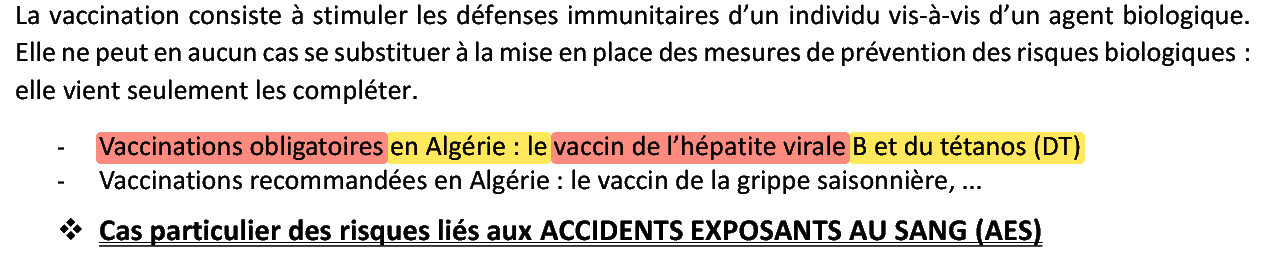 La vaccination consiste à stimuler les défenses immunitaires d’un individu vis-à-vis d’un agent biologique.
Elle ne peut en aucun cas se substituer à la mise en place des mesures de prévention des risques biologiques :
elle vient seulement les compléter.
- Vaccinations obligatoires en Algérie : le vaccin de l’hépatite virale B et du tétanos (DT)
- Vaccinations recommandées en Algérie : le vaccin de la grippe saisonnière, ...
❖ Cas particulier des risques liés aux ACCIDENTS EXPOSANTS AU SANG (AES)